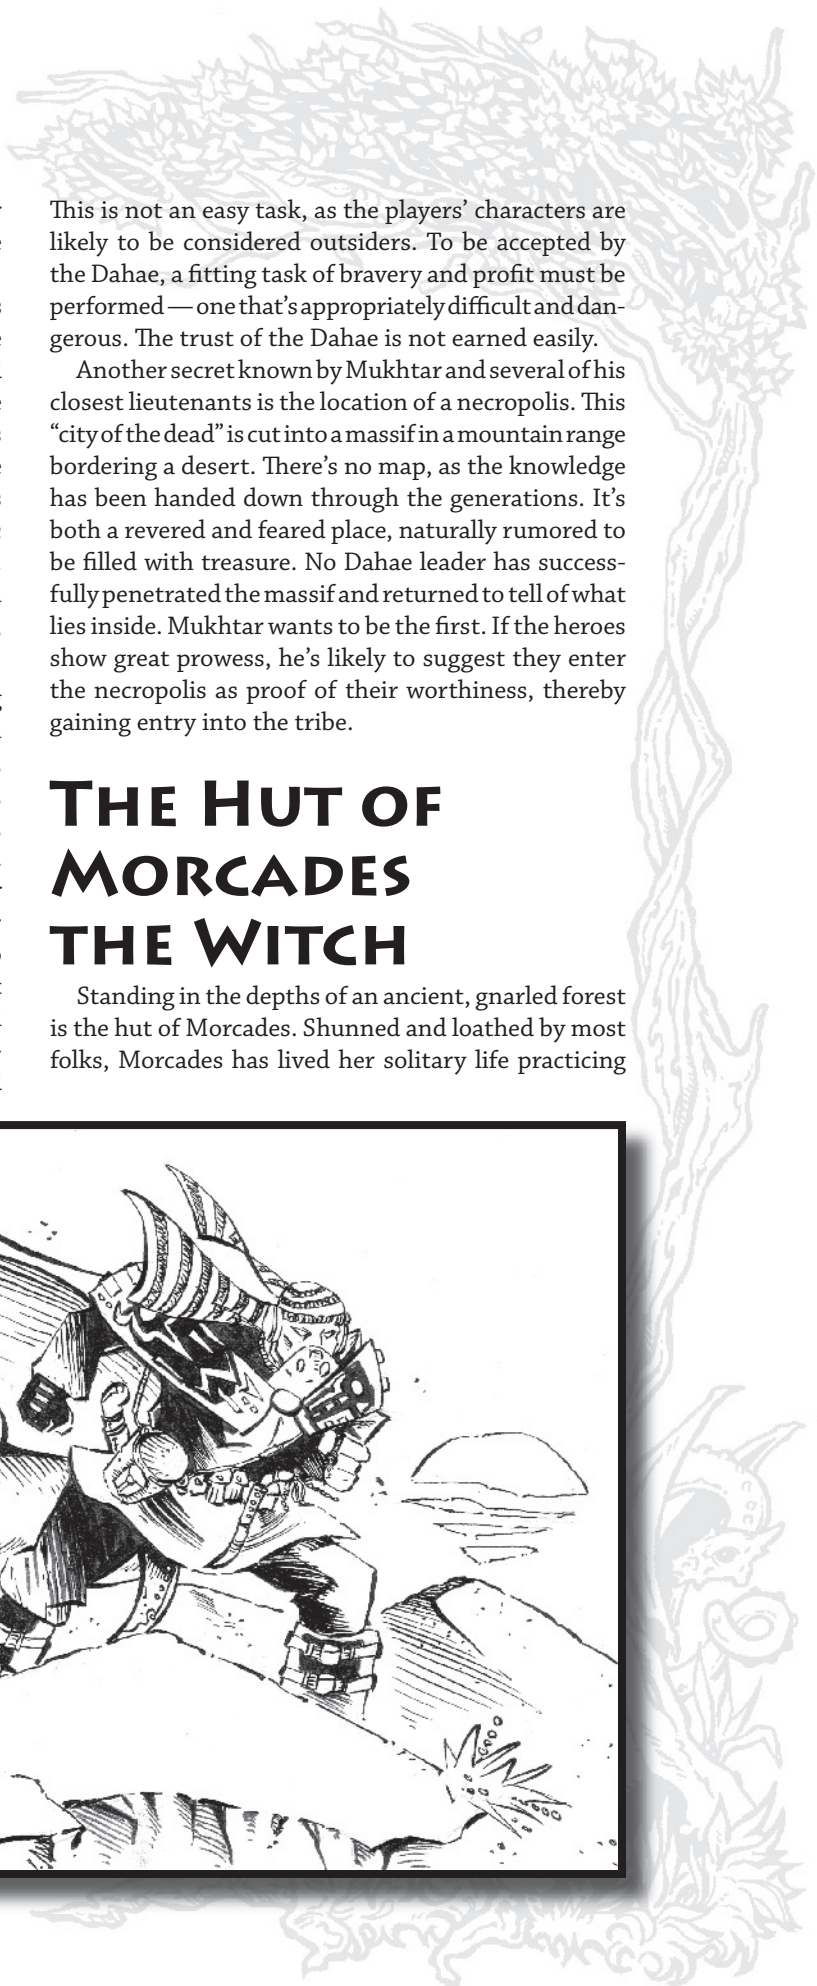 This is not an easy task, as the players’ characters are
likely to be considered outsiders. To be accepted by
the Dahae, a fitting task of bravery and profit must be
performed — one that’s appropriately difficult and dan-
gerous. The trust of the Dahae is not earned easily.
Another secret known by Mukhtar and several of his
closest lieutenants is the location of a necropolis. This
“city of the dead” is cut into a massif in a mountain range
bordering a desert. There’s no map, as the knowledge
has been handed down through the generations. It’s
both a revered and feared place, naturally rumored to
be filled with treasure. No Dahae leader has success-
fully penetrated the massif and returned to tell of what
lies inside. Mukhtar wants to be the first. If the heroes
show great prowess, he’s likely to suggest they enter
the necropolis as proof of their worthiness, thereby
gaining entry into the tribe.
The Hut of
Morcades
the Witch
Standing in the depths of an ancient, gnarled forest
is the hut of Morcades. Shunned and loathed by most
folks, Morcades has lived her solitary life practicing